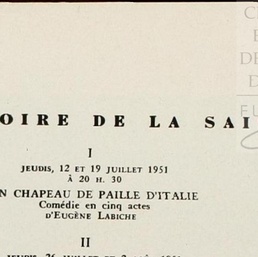 OIRE DE LA SAI
I
JEUDIS, 12 ET 19 JUILLET 1951
À 20 H. 30
N CHAPEAU DE PAILLE D'ITALIE
Comédie en cinq actes
D'EUGÈNE LABICHE
II